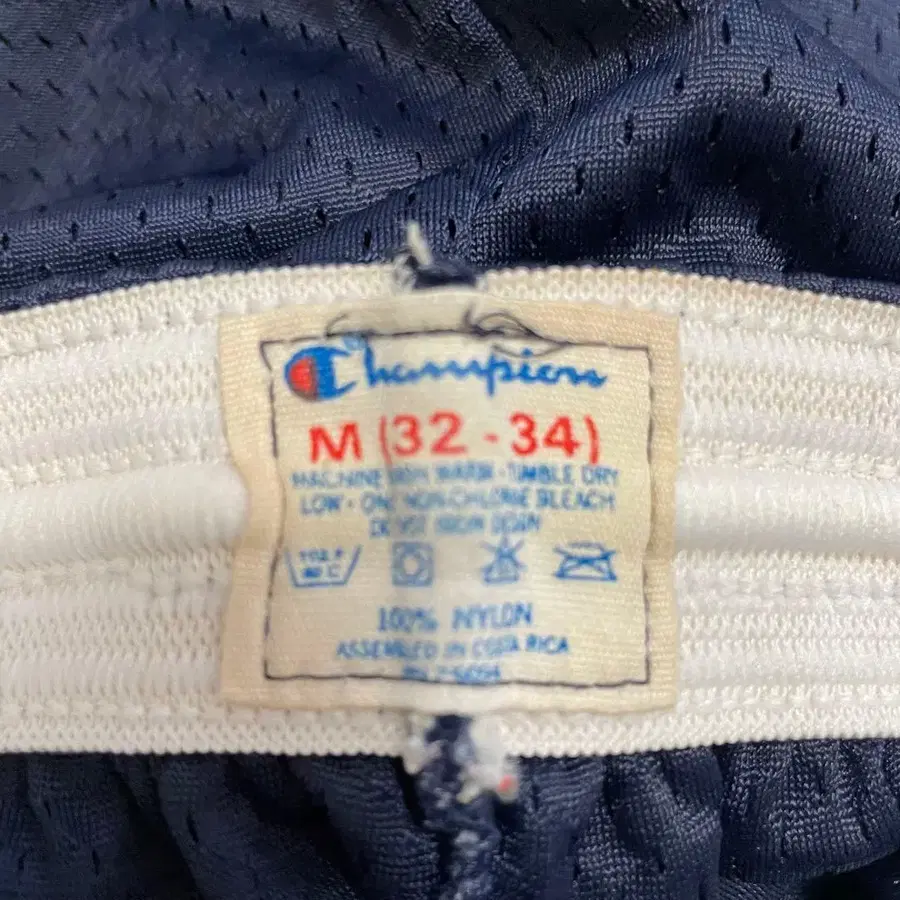 Champion
M (32 - 34)
MACHINE WASH WARM - TUMBLE DRY
LOW - ONLY NON-CHLORINE BLEACH
DO NOT IRON DESIGN
100% NYLON
ASSEMBLED IN COSTA RICA